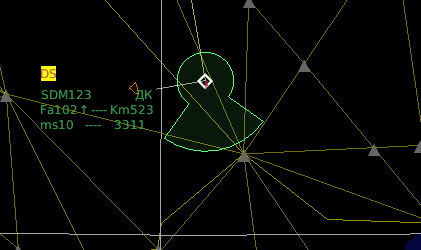 DS
SDM123 ДК
Fa102↑ ---- Km523
ms10 ---- 3311